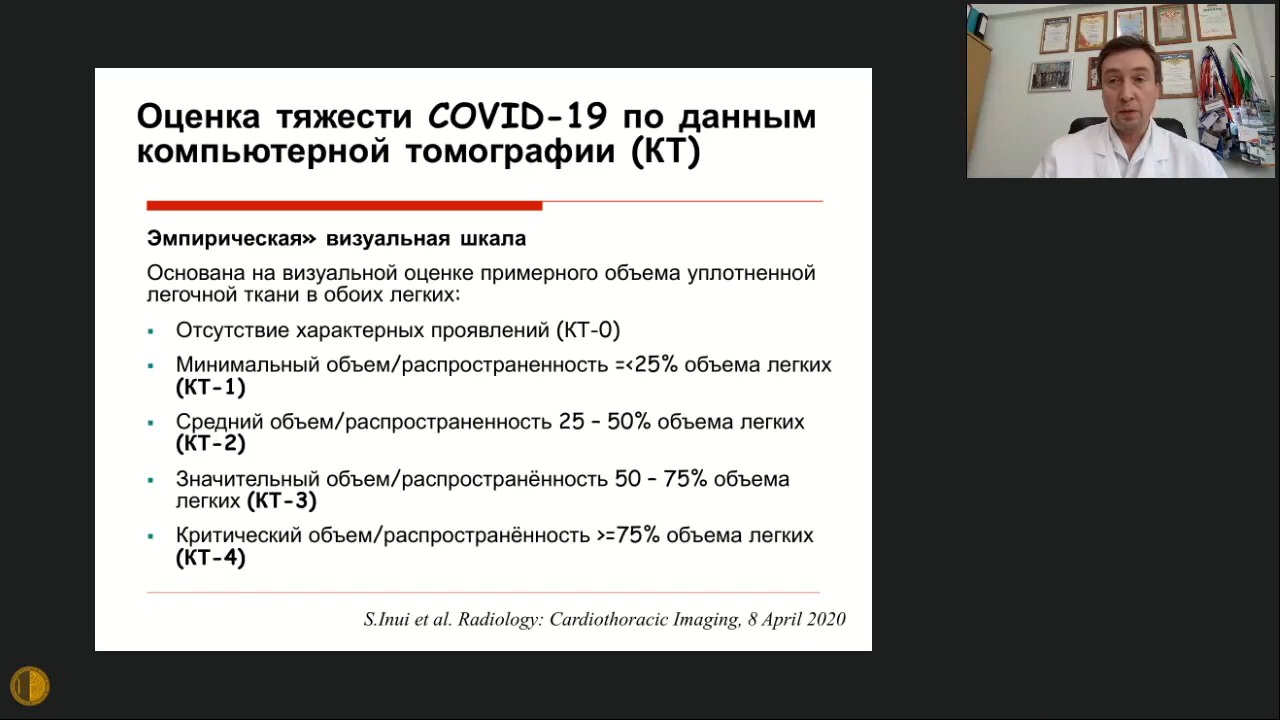 Оценка тяжести COVID-19 по данным
компьютерной томографии (КТ)
Эмпирическая» визуальная шкала
Основана на визуальной оценке примерного объема уплотненной
легочной ткани в обоих легких:
▪ Отсутствие характерных проявлений (КТ-0)
▪ Минимальный объем/распространенность =<25% объема легких
(КТ-1)
▪ Средний объем/распространенность 25 – 50% объема легких
(КТ-2)
▪ Значительный объем/распространённость 50 – 75% объема
легких (КТ-3)
▪ Критический объем/распространённость >=75% объема легких
(КТ-4)
S.Inui et al. Radiology: Cardiothoracic Imaging, 8 April 2020